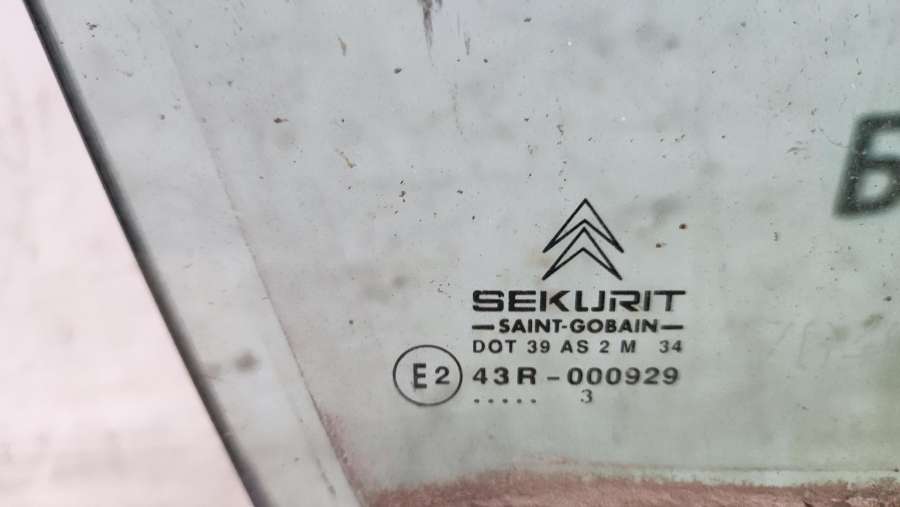 Б
SEKURIT
SAINT-GOBAIN
DOT 39 AS 2 M 34
E2 43R-000929
..... 3